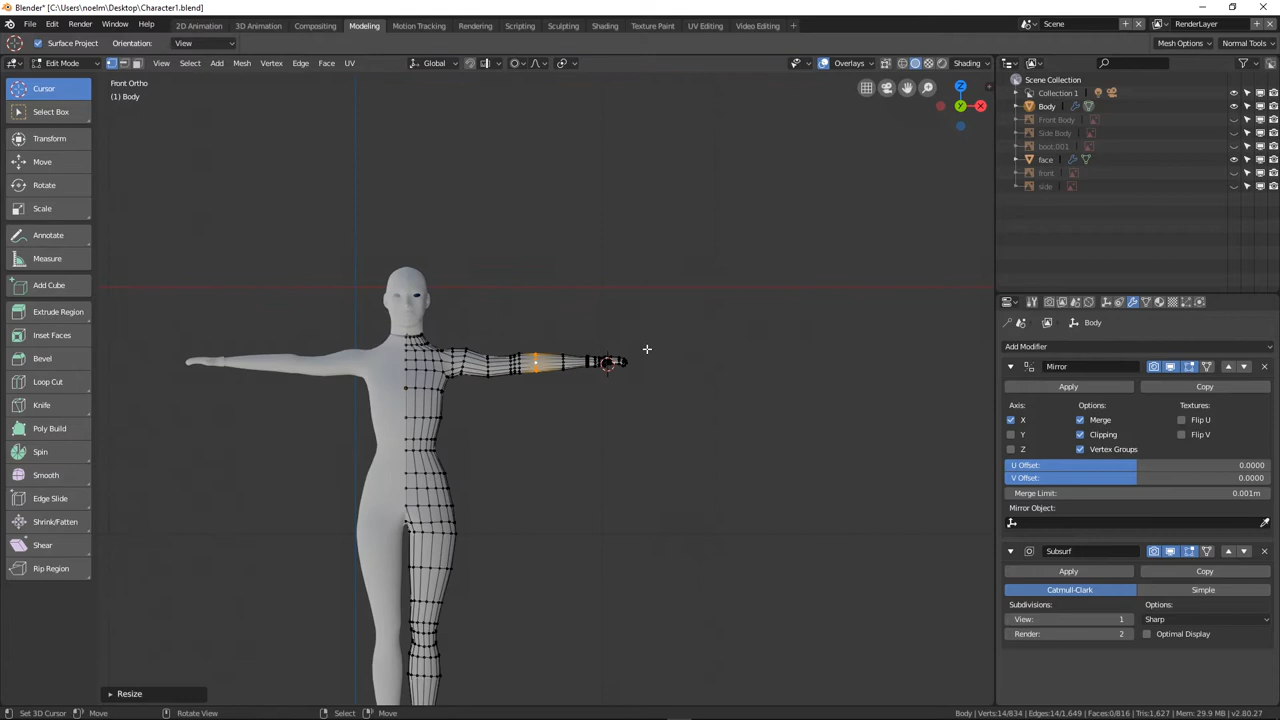 Blender* [C:\Users\noelm\Desktop\Character1.blend]
File Edit Render Window Help 2D Animation 3D Animation Compositing Modeling Motion Tracking Rendering Scripting Sculpting Shading Texture Paint UV Editing Video Editing Scene RenderLayer
Surface Project Orientation: View Mesh Options Normal Tools
Edit Mode View Select Add Mesh Vertex Edge Face UV Global Overlays Shading
Front Ortho
(1) Body
Cursor
Select Box
Transform
Move
Rotate
Scale
Annotate
Measure
Add Cube
Extrude Region
Inset Faces
Bevel
Loop Cut
Knife
Poly Build
Spin
Smooth
Edge Slide
Shrink/Fatten
Shear
Rip Region
Z
Y
X
Resize
Scene Collection
Collection 1
Body
Front Body
Side Body
boot.001
face
front
side
Body
Add Modifier
Mirror
Apply Copy
Axis: Options: Textures:
X Merge Flip U
Y Clipping Flip V
Z Vertex Groups
U Offset: 0.0000
V Offset: 0.0000
Merge Limit: 0.001m
Mirror Object:
Subsurf
Apply Copy
Catmull-Clark Simple
Subdivisions: Options:
View: 1 Sharp
Render: 2 Optimal Display
Set 3D Cursor Move Rotate View Select Move Body | Verts:14/834 | Edges:14/1,649 | Faces:0/816 | Tris:1,627 | Mem: 29.9 MB | v2.80.27